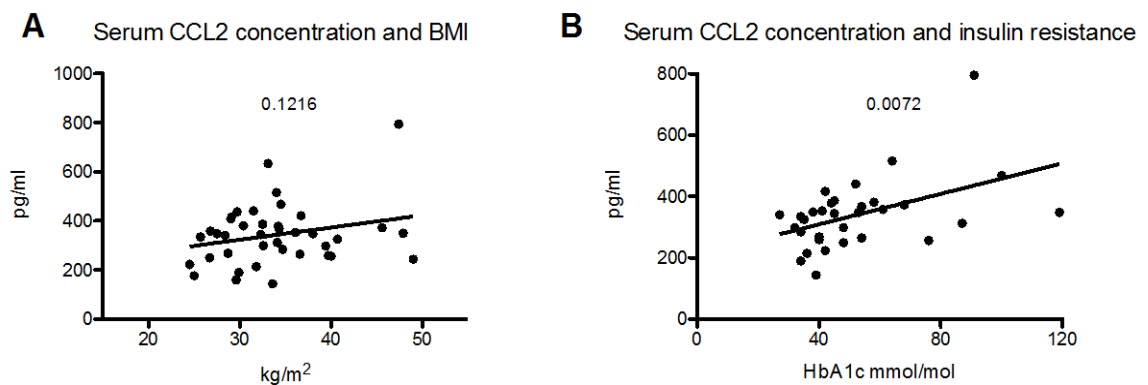 A
Serum CCL2 concentration and BMI
1000
800
600
400
200
0
pg/ml
0.1216
20
30
40
50
kg/m²
B
Serum CCL2 concentration and insulin resistance
800
600
400
200
0
pg/ml
0.0072
0
40
80
120
HbA1c mmol/mol